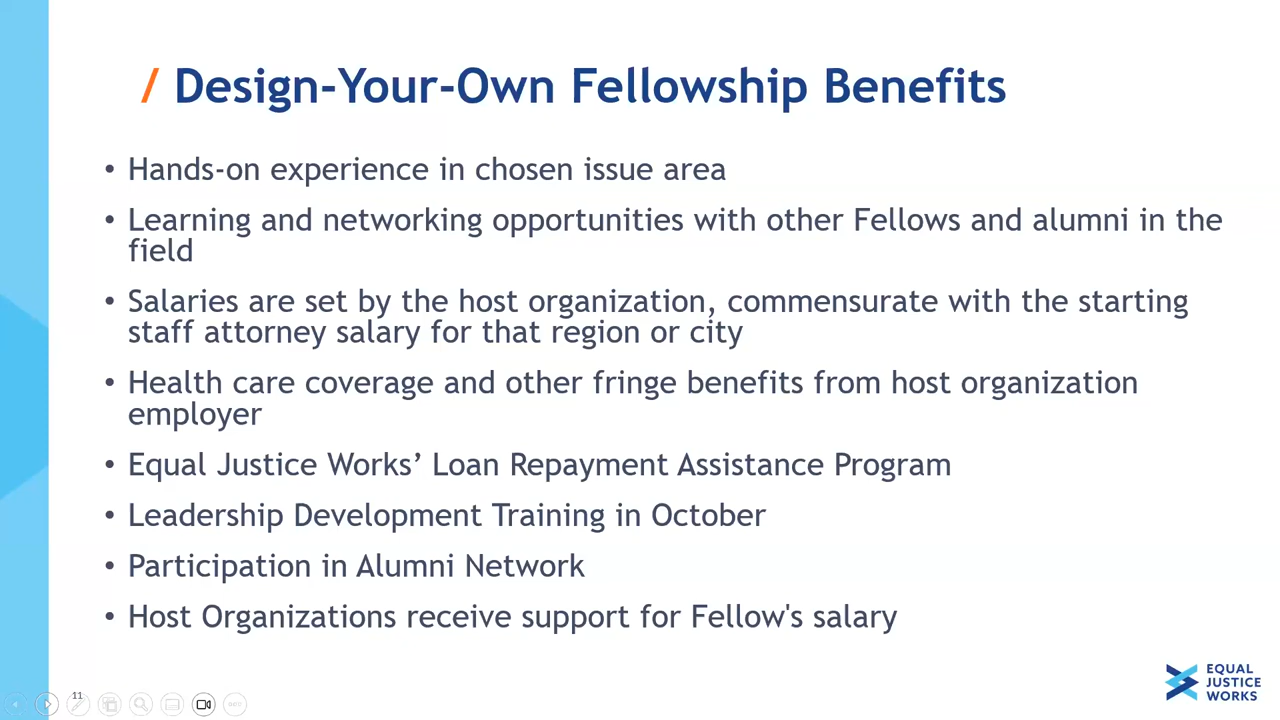 / Design-Your-Own Fellowship Benefits
• Hands-on experience in chosen issue area
• Learning and networking opportunities with other Fellows and alumni in the
field
• Salaries are set by the host organization, commensurate with the starting
staff attorney salary for that region or city
• Health care coverage and other fringe benefits from host organization
employer
• Equal Justice Works’ Loan Repayment Assistance Program
• Leadership Development Training in October
• Participation in Alumni Network
• Host Organizations receive support for Fellow's salary
11
EQUAL
JUSTICE
WORKS